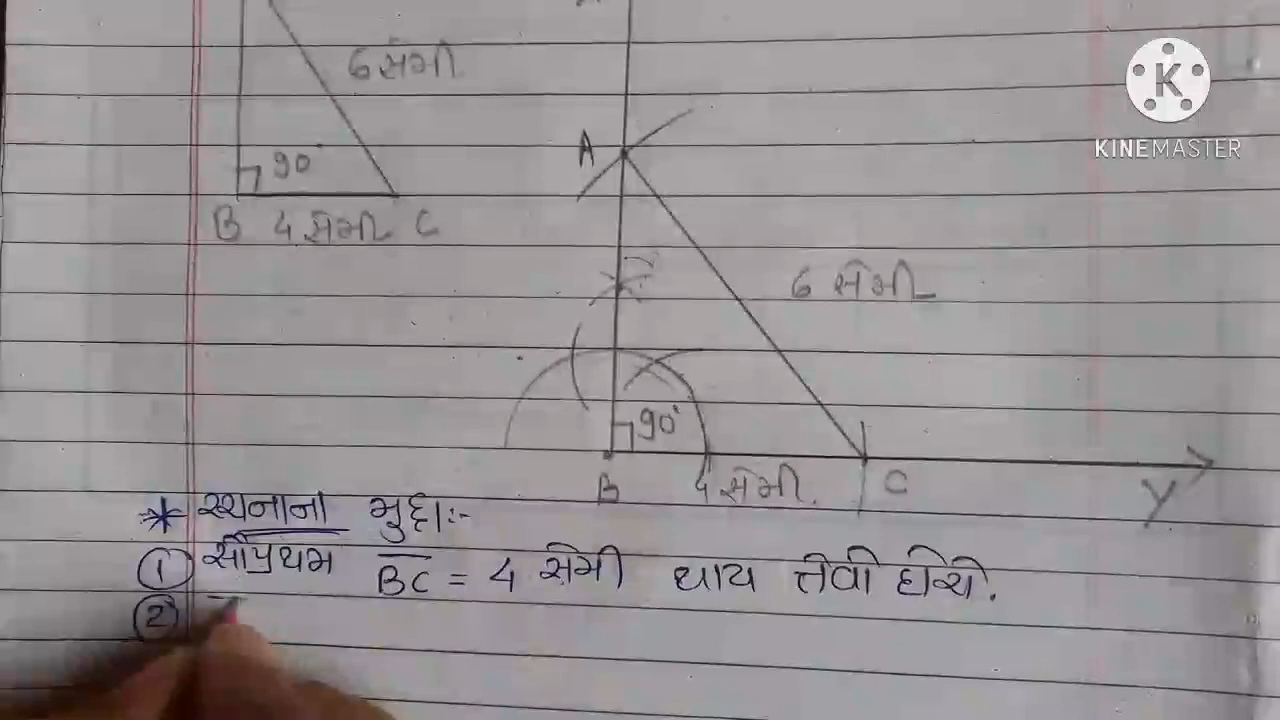 6 સેમી
90°
B 4 સેમી C
K
KINEMASTER
A
6 સેમી
90°
B 4 સેમી. C Y
* રચનાના મુદ્દા:-
① સૌપ્રથમ BC = 4 સેમી થાય તેવી દોરો.
②